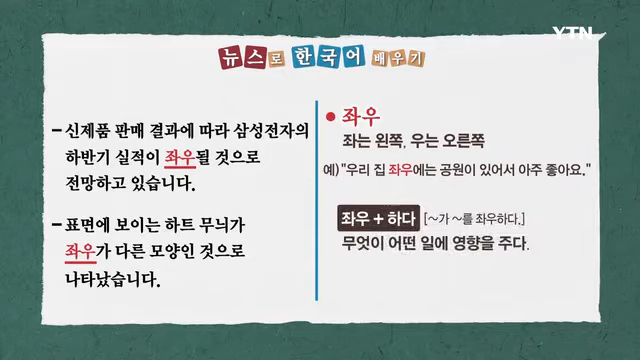 YTN
뉴스로 한국어 배우기
– 신제품 판매 결과에 따라 삼성전자의
하반기 실적이 좌우될 것으로
전망하고 있습니다.
– 표면에 보이는 하트 무늬가
좌우가 다른 모양인 것으로
나타났습니다.
• 좌우
좌는 왼쪽, 우는 오른쪽
예) "우리 집 좌우에는 공원이 있어서 아주 좋아요."
좌우 + 하다 [～가 ～를 좌우하다.]
무엇이 어떤 일에 영향을 주다.